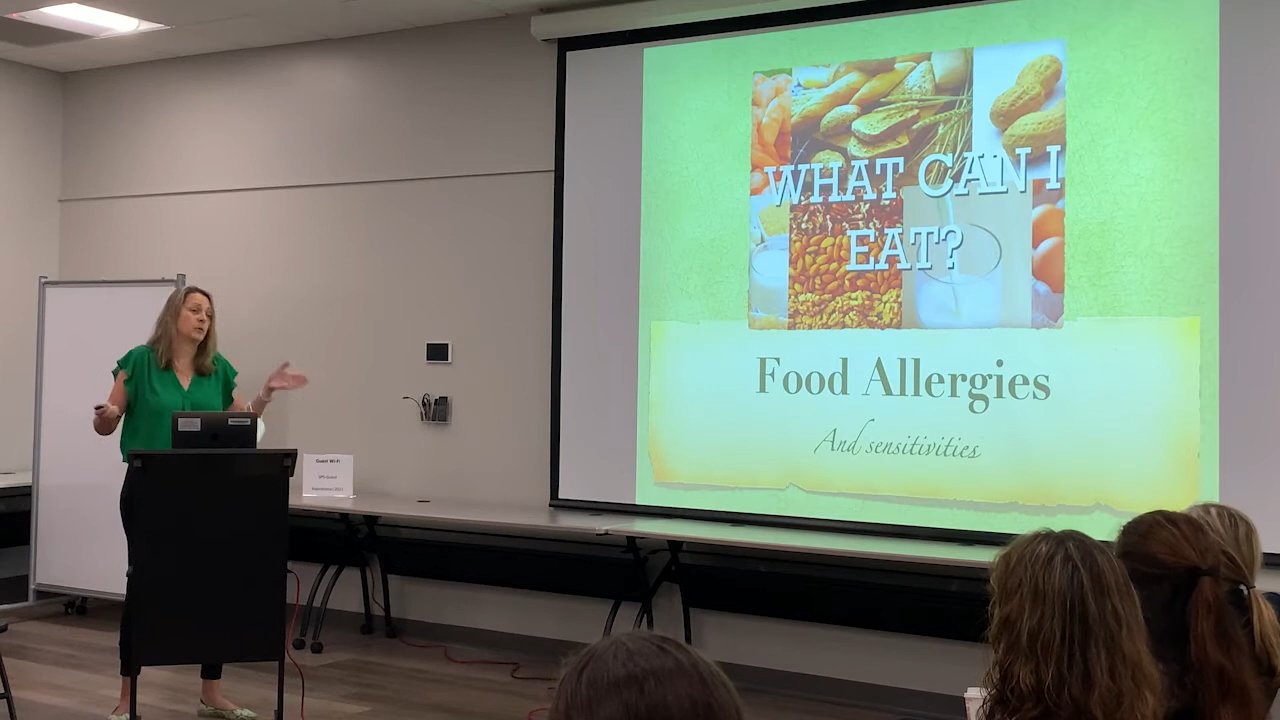 WHAT CAN I
EAT?
Food Allergies
And sensitivities
Guest Wi-Fi